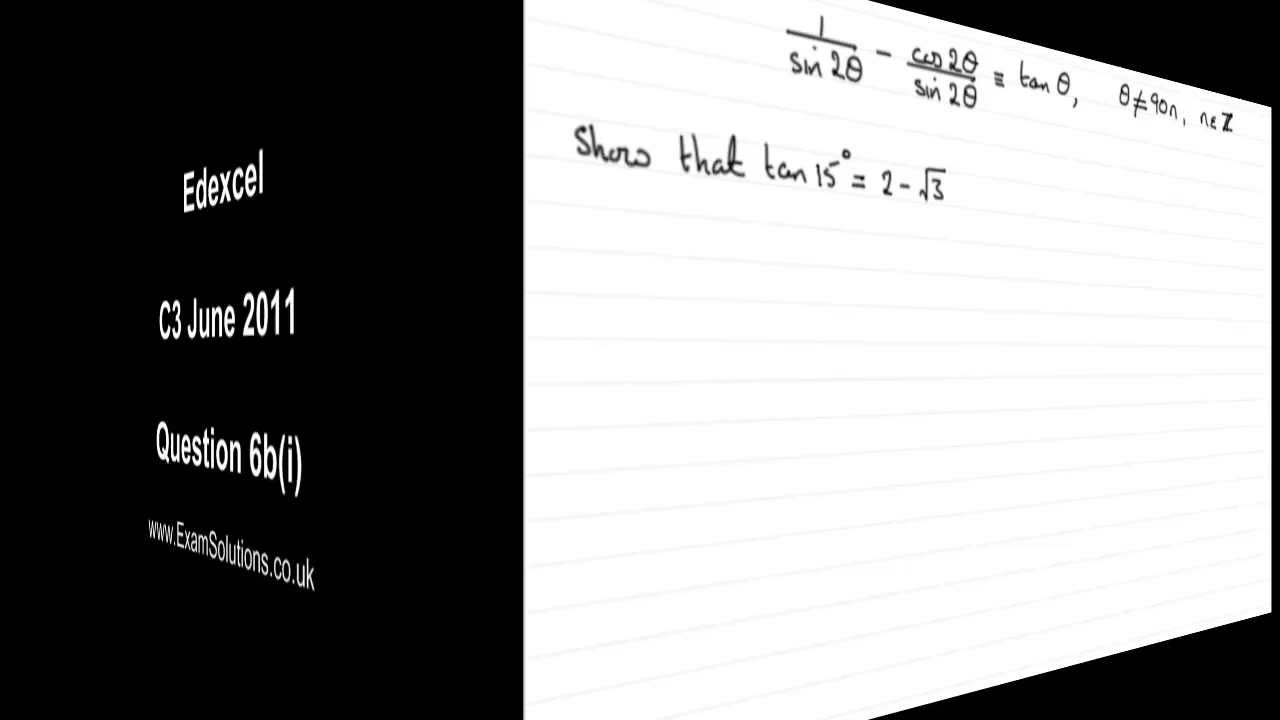 Edexcel
C3 June 2011
Question 6b(i)
www.ExamSolutions.co.uk
1/sin 2θ - cos 2θ/sin 2θ ≡ tan θ, θ≠90n, n∈Z
Show that tan 15° = 2 - √3